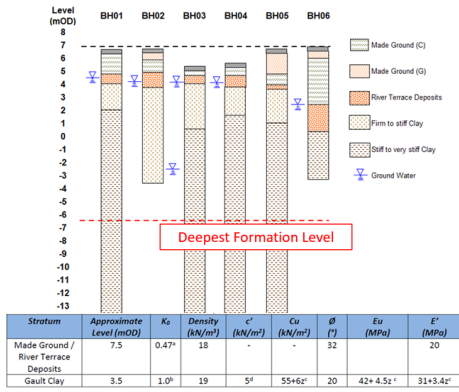 Level
(mOD)
BH01 BH02 BH03 BH04 BH05 BH06
8
7
6
5
4
3
2
1
0
-1
-2
-3
-4
-5
-6
-7
-8
-9
-10
-11
-12
-13
Made Ground (C)
Made Ground (G)
River Terrace Deposits
Firm to stiff Clay
Stiff to very stiff Clay
Ground Water
Deepest Formation Level
Stratum Approximate Level (mOD) K₀ Density (kN/m³) c' (kN/m²) Cu (kN/m²) Ø (°) Eu (MPa) E' (MPa)
Made Ground / River Terrace Deposits 7.5 0.47ᵃ 18 - - 32 20
Gault Clay 3.5 1.0ᵇ 19 5ᵈ 55+6zᶜ 20 42+ 4.5z ᶜ 31+3.4zᶜ